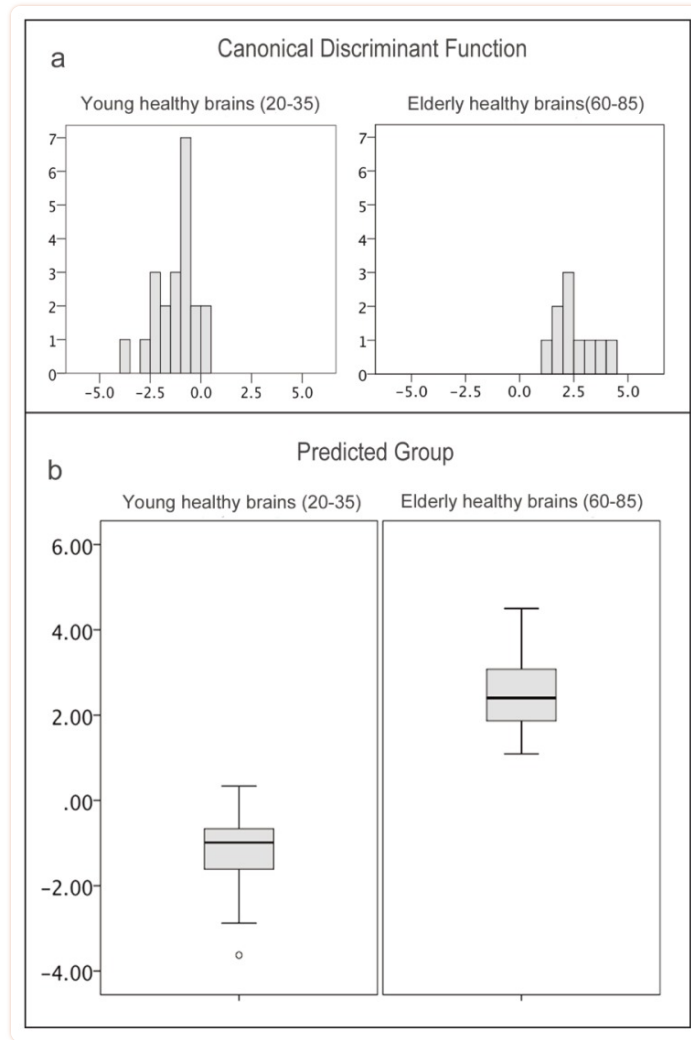 a
Canonical Discriminant Function
Young healthy brains (20-35)
Elderly healthy brains(60-85)
7
6
5
4
3
2
1
0
−5.0 −2.5 0.0 2.5 5.0
7
6
5
4
3
2
1
0
−5.0 −2.5 0.0 2.5 5.0
b
Predicted Group
Young healthy brains (20-35)
Elderly healthy brains (60-85)
6.00
4.00
2.00
.00
−2.00
−4.00